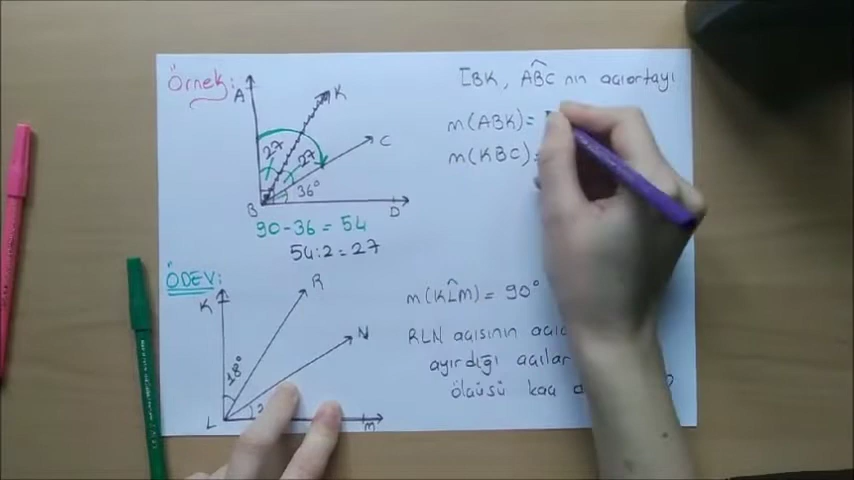 Örnek:
A
K
C
B
D
27
27
36°
90-36 = 54
54:2=27
[BK, ABC nın açıortayı
m(ABK)=
m(KBC)
ÖDEV:
K
R
N
L
M
18°
m(KLM) = 90°
RLN açısının
ayırdığı açılar
ölçüsü kaç